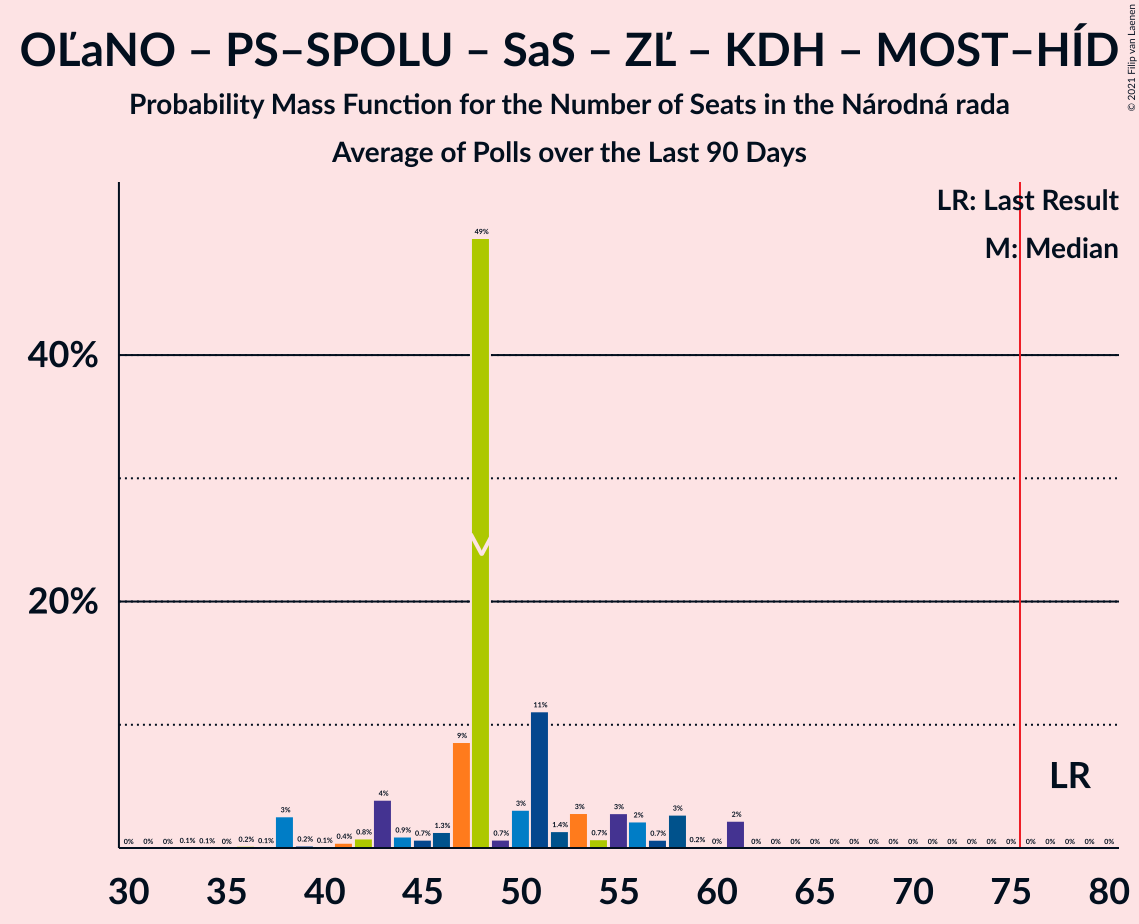 OĽaNO – PS–SPOLU – SaS – ZĽ – KDH – MOST–HÍD
Probability Mass Function for the Number of Seats in the Národná rada
Average of Polls over the Last 90 Days
© 2021 Filip van Laenen
LR: Last Result
M: Median
40%
20%
0% 0% 0% 0.1% 0.1% 0% 0.2% 0.1% 3% 0.2% 0.1% 0.4% 0.8% 4% 0.9% 0.7% 1.3% 9% 49% 0.7% 3% 11% 1.4% 3% 0.7% 3% 2% 0.7% 3% 0.2% 0% 2% 0% 0% 0% 0% 0% 0% 0% 0% 0% 0% 0% 0% 0% 0% 0% 0% 0% 0% 0%
M
LR
30 35 40 45 50 55 60 65 70 75 80